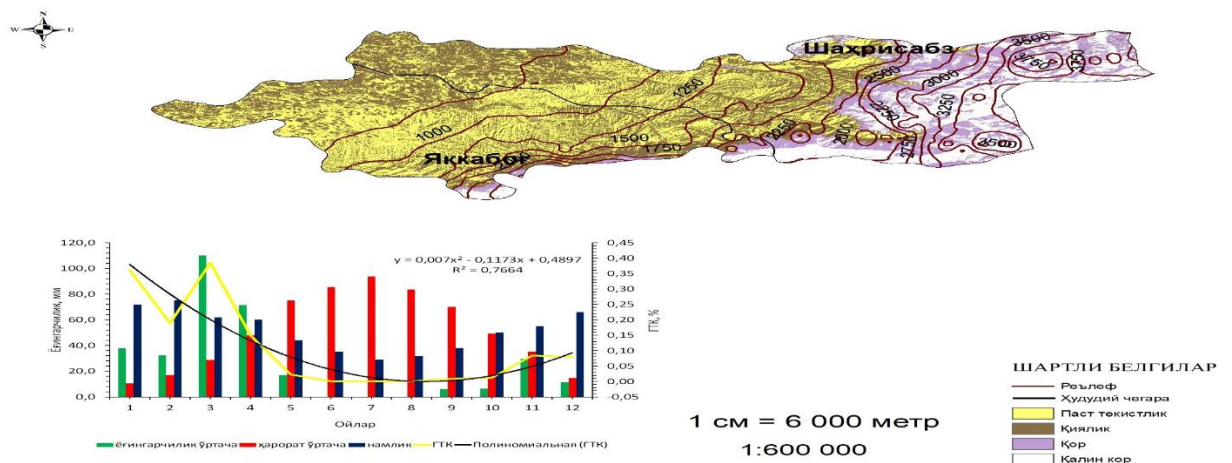 N
W
E
S
Шаҳрисабз
Яккабоғ
3500
3750
3250
2500
3000
3250
1250
1000
1500
1750
2250
2000
2750
3500
120,0
100,0
80,0
60,0
40,0
20,0
0,0
Ёғингарчилик, мм
y = 0,007x² - 0,1173x + 0,4897
R² = 0,7664
0,45
0,40
0,35
0,30
0,25
0,20
0,15
0,10
0,05
0,00
-0,05
ГТК, %
1 2 3 4 5 6 7 8 9 10 11 12
Ойлар
ёғингарчилик ўртача ҳарорат ўртача намлик ГТК Полиномиальная (ГТК)
1 см = 6 000 метр
1:600 000
ШАРТЛИ БЕЛГИЛАР
Рельеф
Ҳудудий чегара
Паст текистлик
Қиялик
Қор
Қалин қор